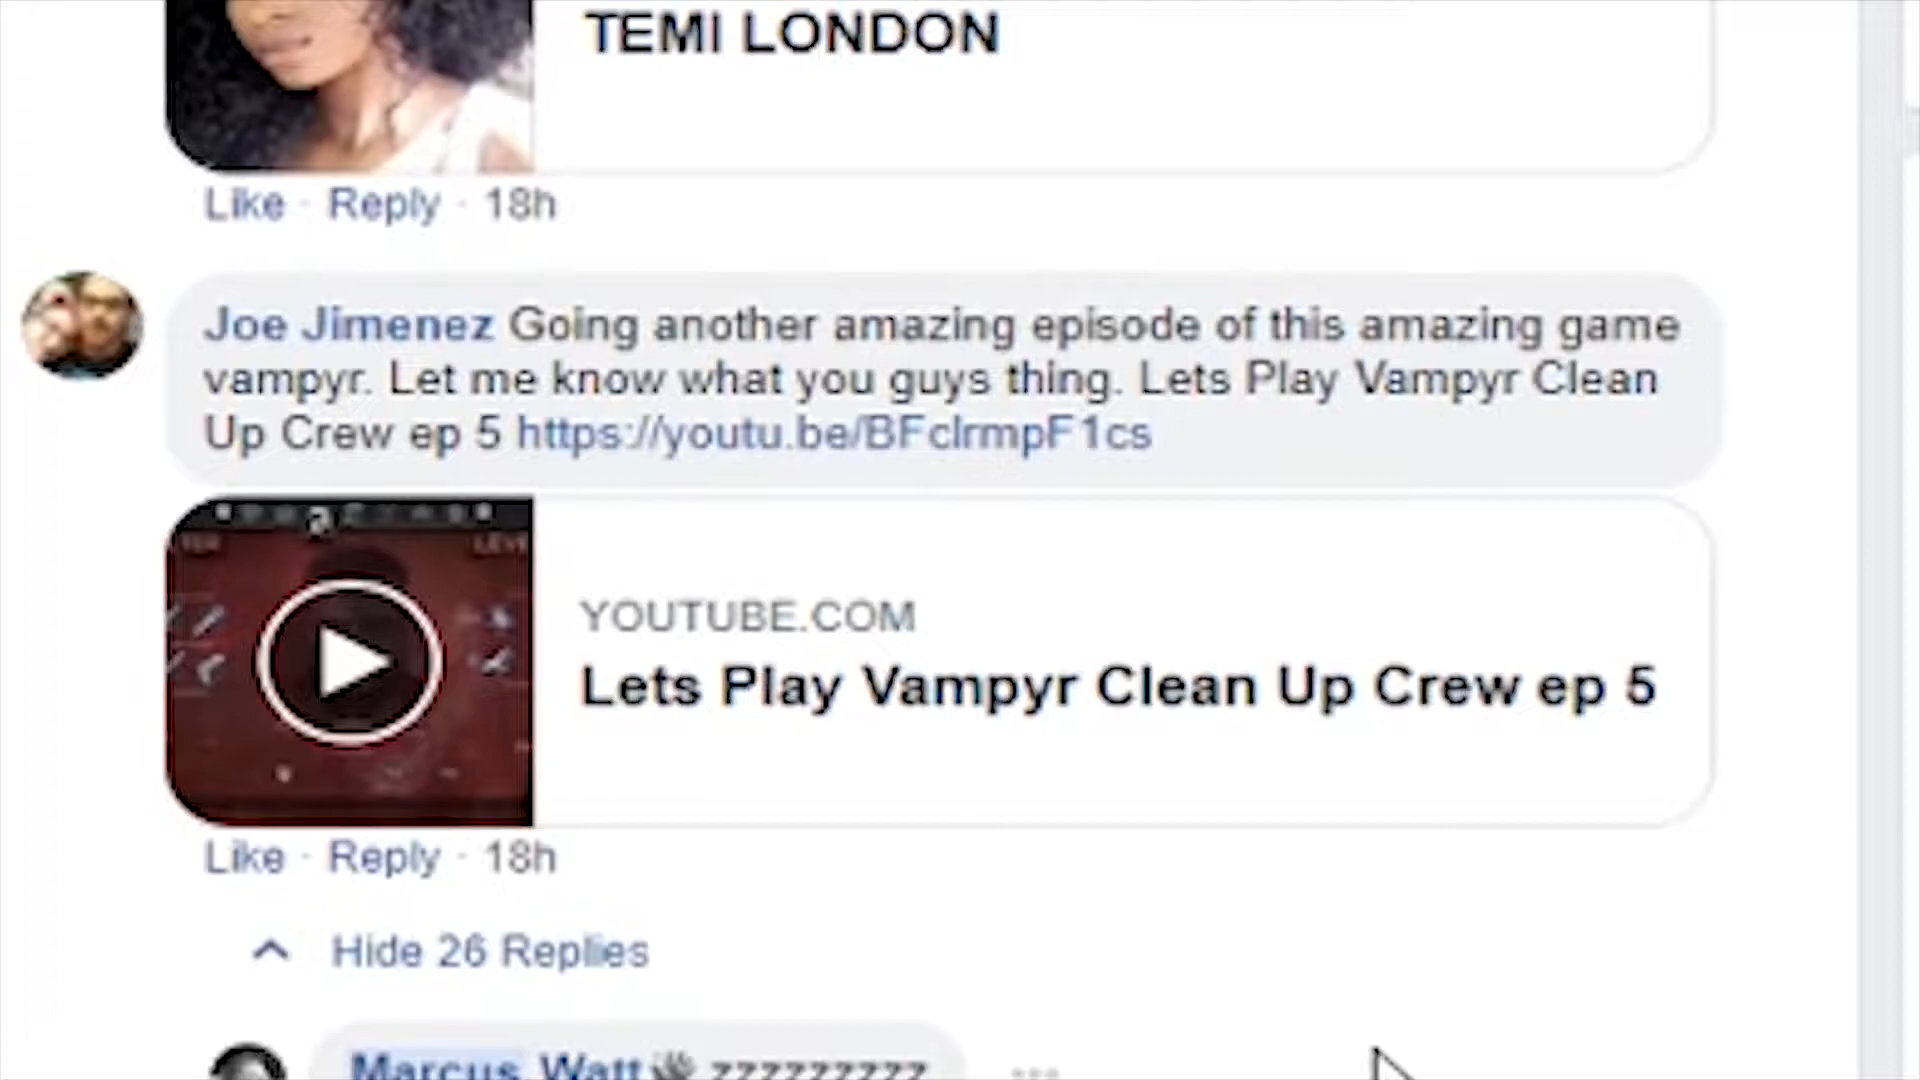 TEMI LONDON
Like · Reply · 18h
Joe Jimenez Going another amazing episode of this amazing game
vampyr. Let me know what you guys thing. Lets Play Vampyr Clean
Up Crew ep 5 https://youtu.be/BFclrmpF1cs
YOUTUBE.COM
Lets Play Vampyr Clean Up Crew ep 5
Like · Reply · 18h
Hide 26 Replies
Marcus Watt zzzzzzzzz